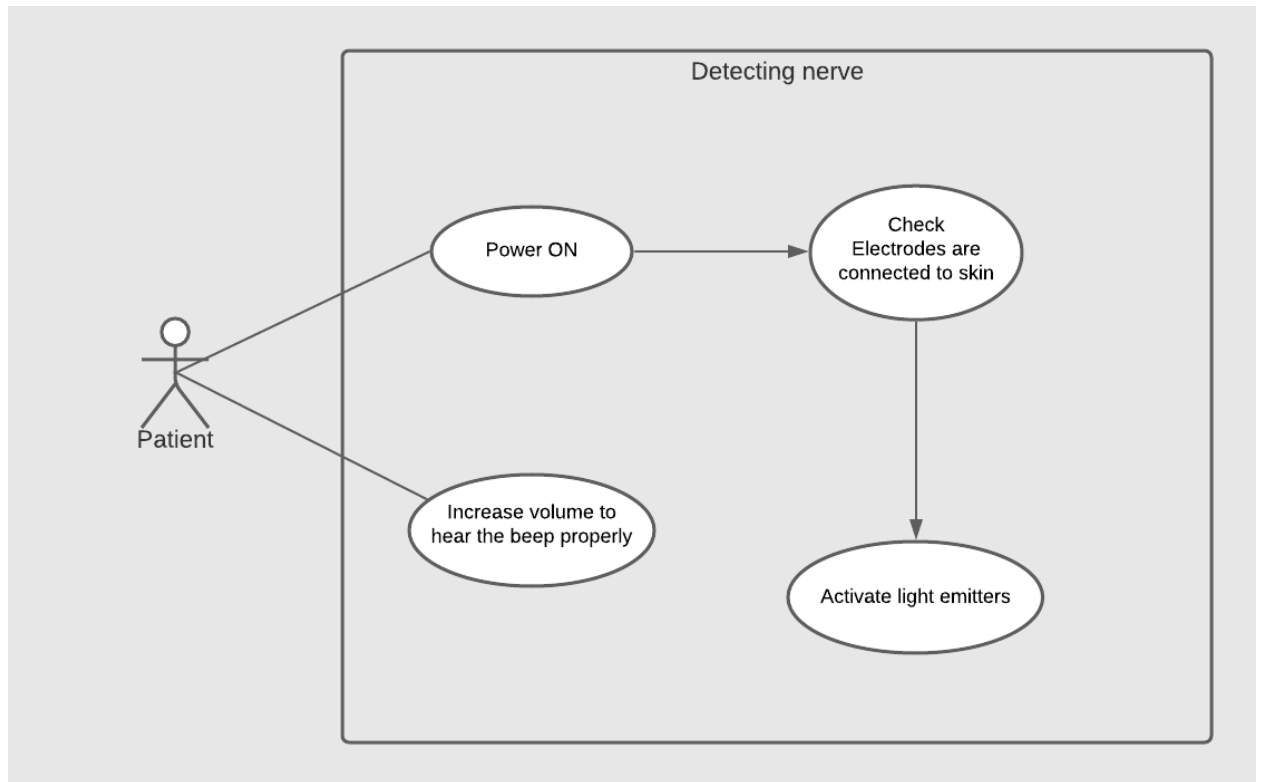 Detecting nerve
Power ON
Check
Electrodes are
connected to skin
Patient
Increase volume to
hear the beep properly
Activate light emitters